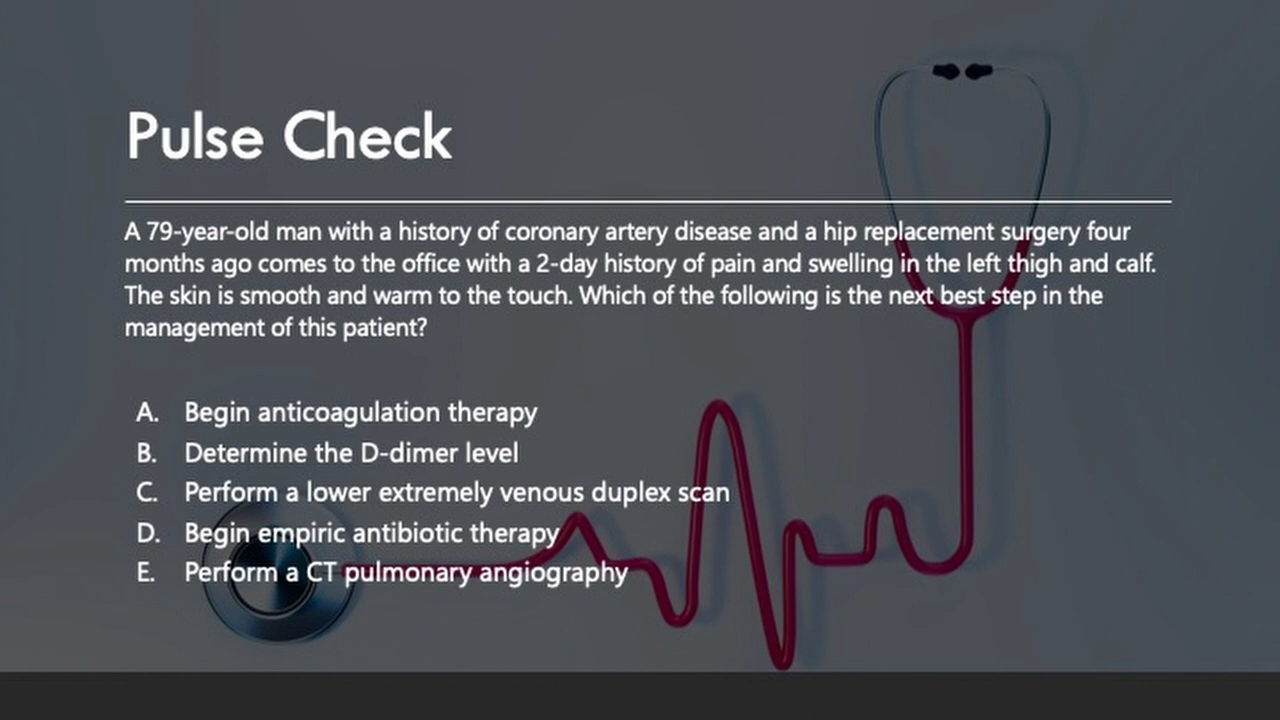 Pulse Check
A 79-year-old man with a history of coronary artery disease and a hip replacement surgery four
months ago comes to the office with a 2-day history of pain and swelling in the left thigh and calf.
The skin is smooth and warm to the touch. Which of the following is the next best step in the
management of this patient?
A. Begin anticoagulation therapy
B. Determine the D-dimer level
C. Perform a lower extremely venous duplex scan
D. Begin empiric antibiotic therapy
E. Perform a CT pulmonary angiography